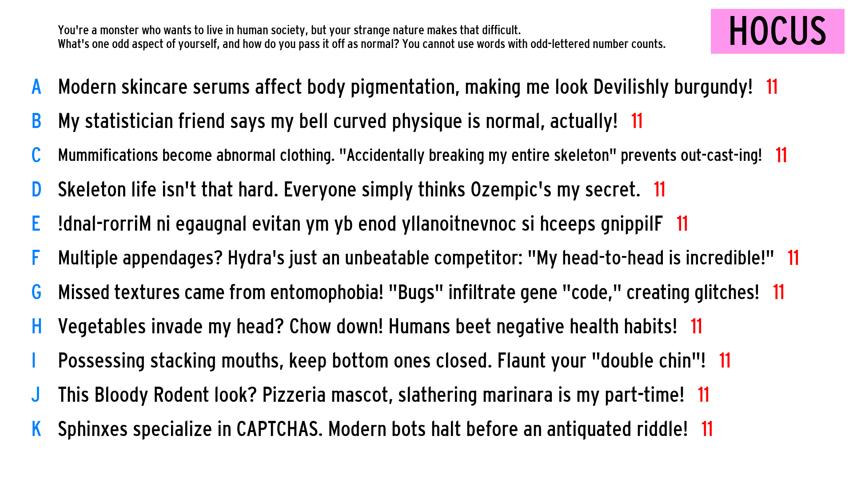 You're a monster who wants to live in human society, but your strange nature makes that difficult.
What's one odd aspect of yourself, and how do you pass it off as normal? You cannot use words with odd-lettered number counts.
HOCUS
A Modern skincare serums affect body pigmentation, making me look Devilishly burgundy! 11
B My statistician friend says my bell curved physique is normal, actually! 11
C Mummifications become abnormal clothing. "Accidentally breaking my entire skeleton" prevents out-cast-ing! 11
D Skeleton life isn't that hard. Everyone simply thinks Ozempic's my secret. 11
E !dnal-rorriM ni egaugnal evitan ym yb enod yllanoitnevnoc si hceeps gnippilF 11
F Multiple appendages? Hydra's just an unbeatable competitor: "My head-to-head is incredible!" 11
G Missed textures came from entomophobia! "Bugs" infiltrate gene "code," creating glitches! 11
H Vegetables invade my head? Chow down! Humans beet negative health habits! 11
I Possessing stacking mouths, keep bottom ones closed. Flaunt your "double chin"! 11
J This Bloody Rodent look? Pizzeria mascot, slathering marinara is my part-time! 11
K Sphinxes specialize in CAPTCHAS. Modern bots halt before an antiquated riddle! 11